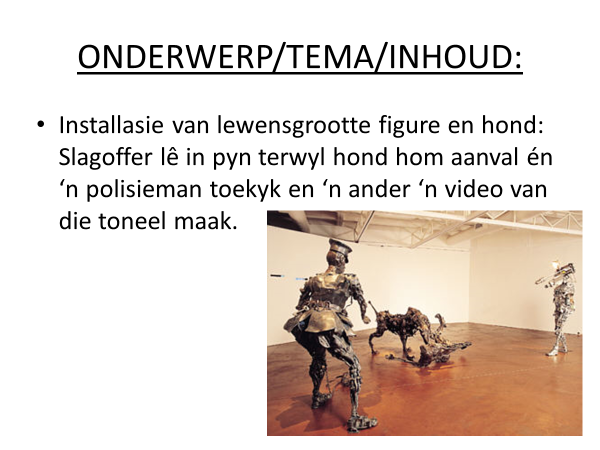 ONDERWERP/TEMA/INHOUD:
• Installasie van lewensgrootte figure en hond:
Slagoffer lê in pyn terwyl hond hom aanval én
‘n polisieman toekyk en ‘n ander ‘n video van
die toneel maak.